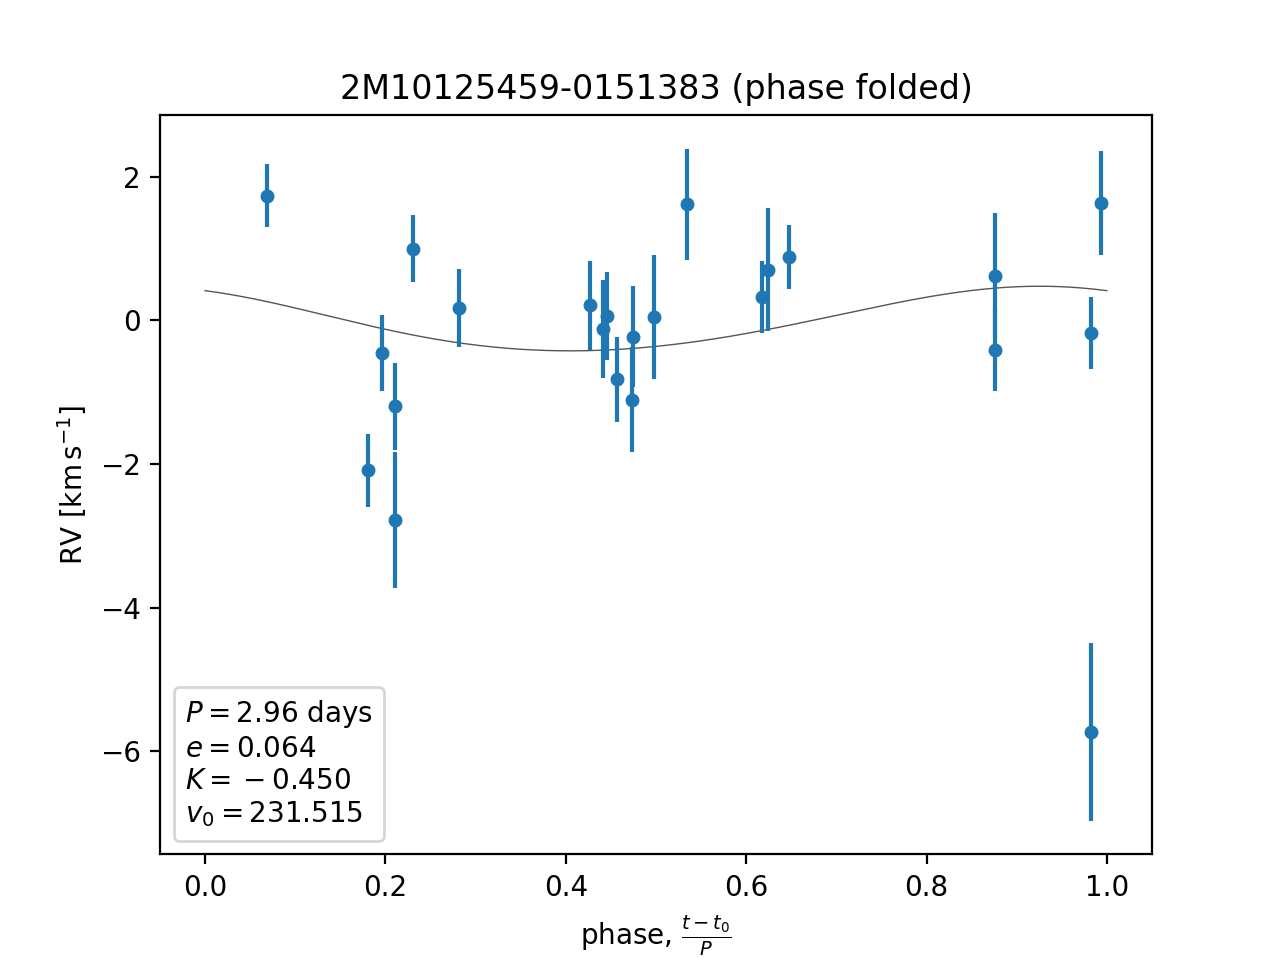 2M10125459-0151383 (phase folded)
RV [km s⁻¹]
2
0
−2
−4
−6
P = 2.96 days
e = 0.064
K = −0.450
v₀ = 231.515
0.0 0.2 0.4 0.6 0.8 1.0
phase, (t − t₀)/P